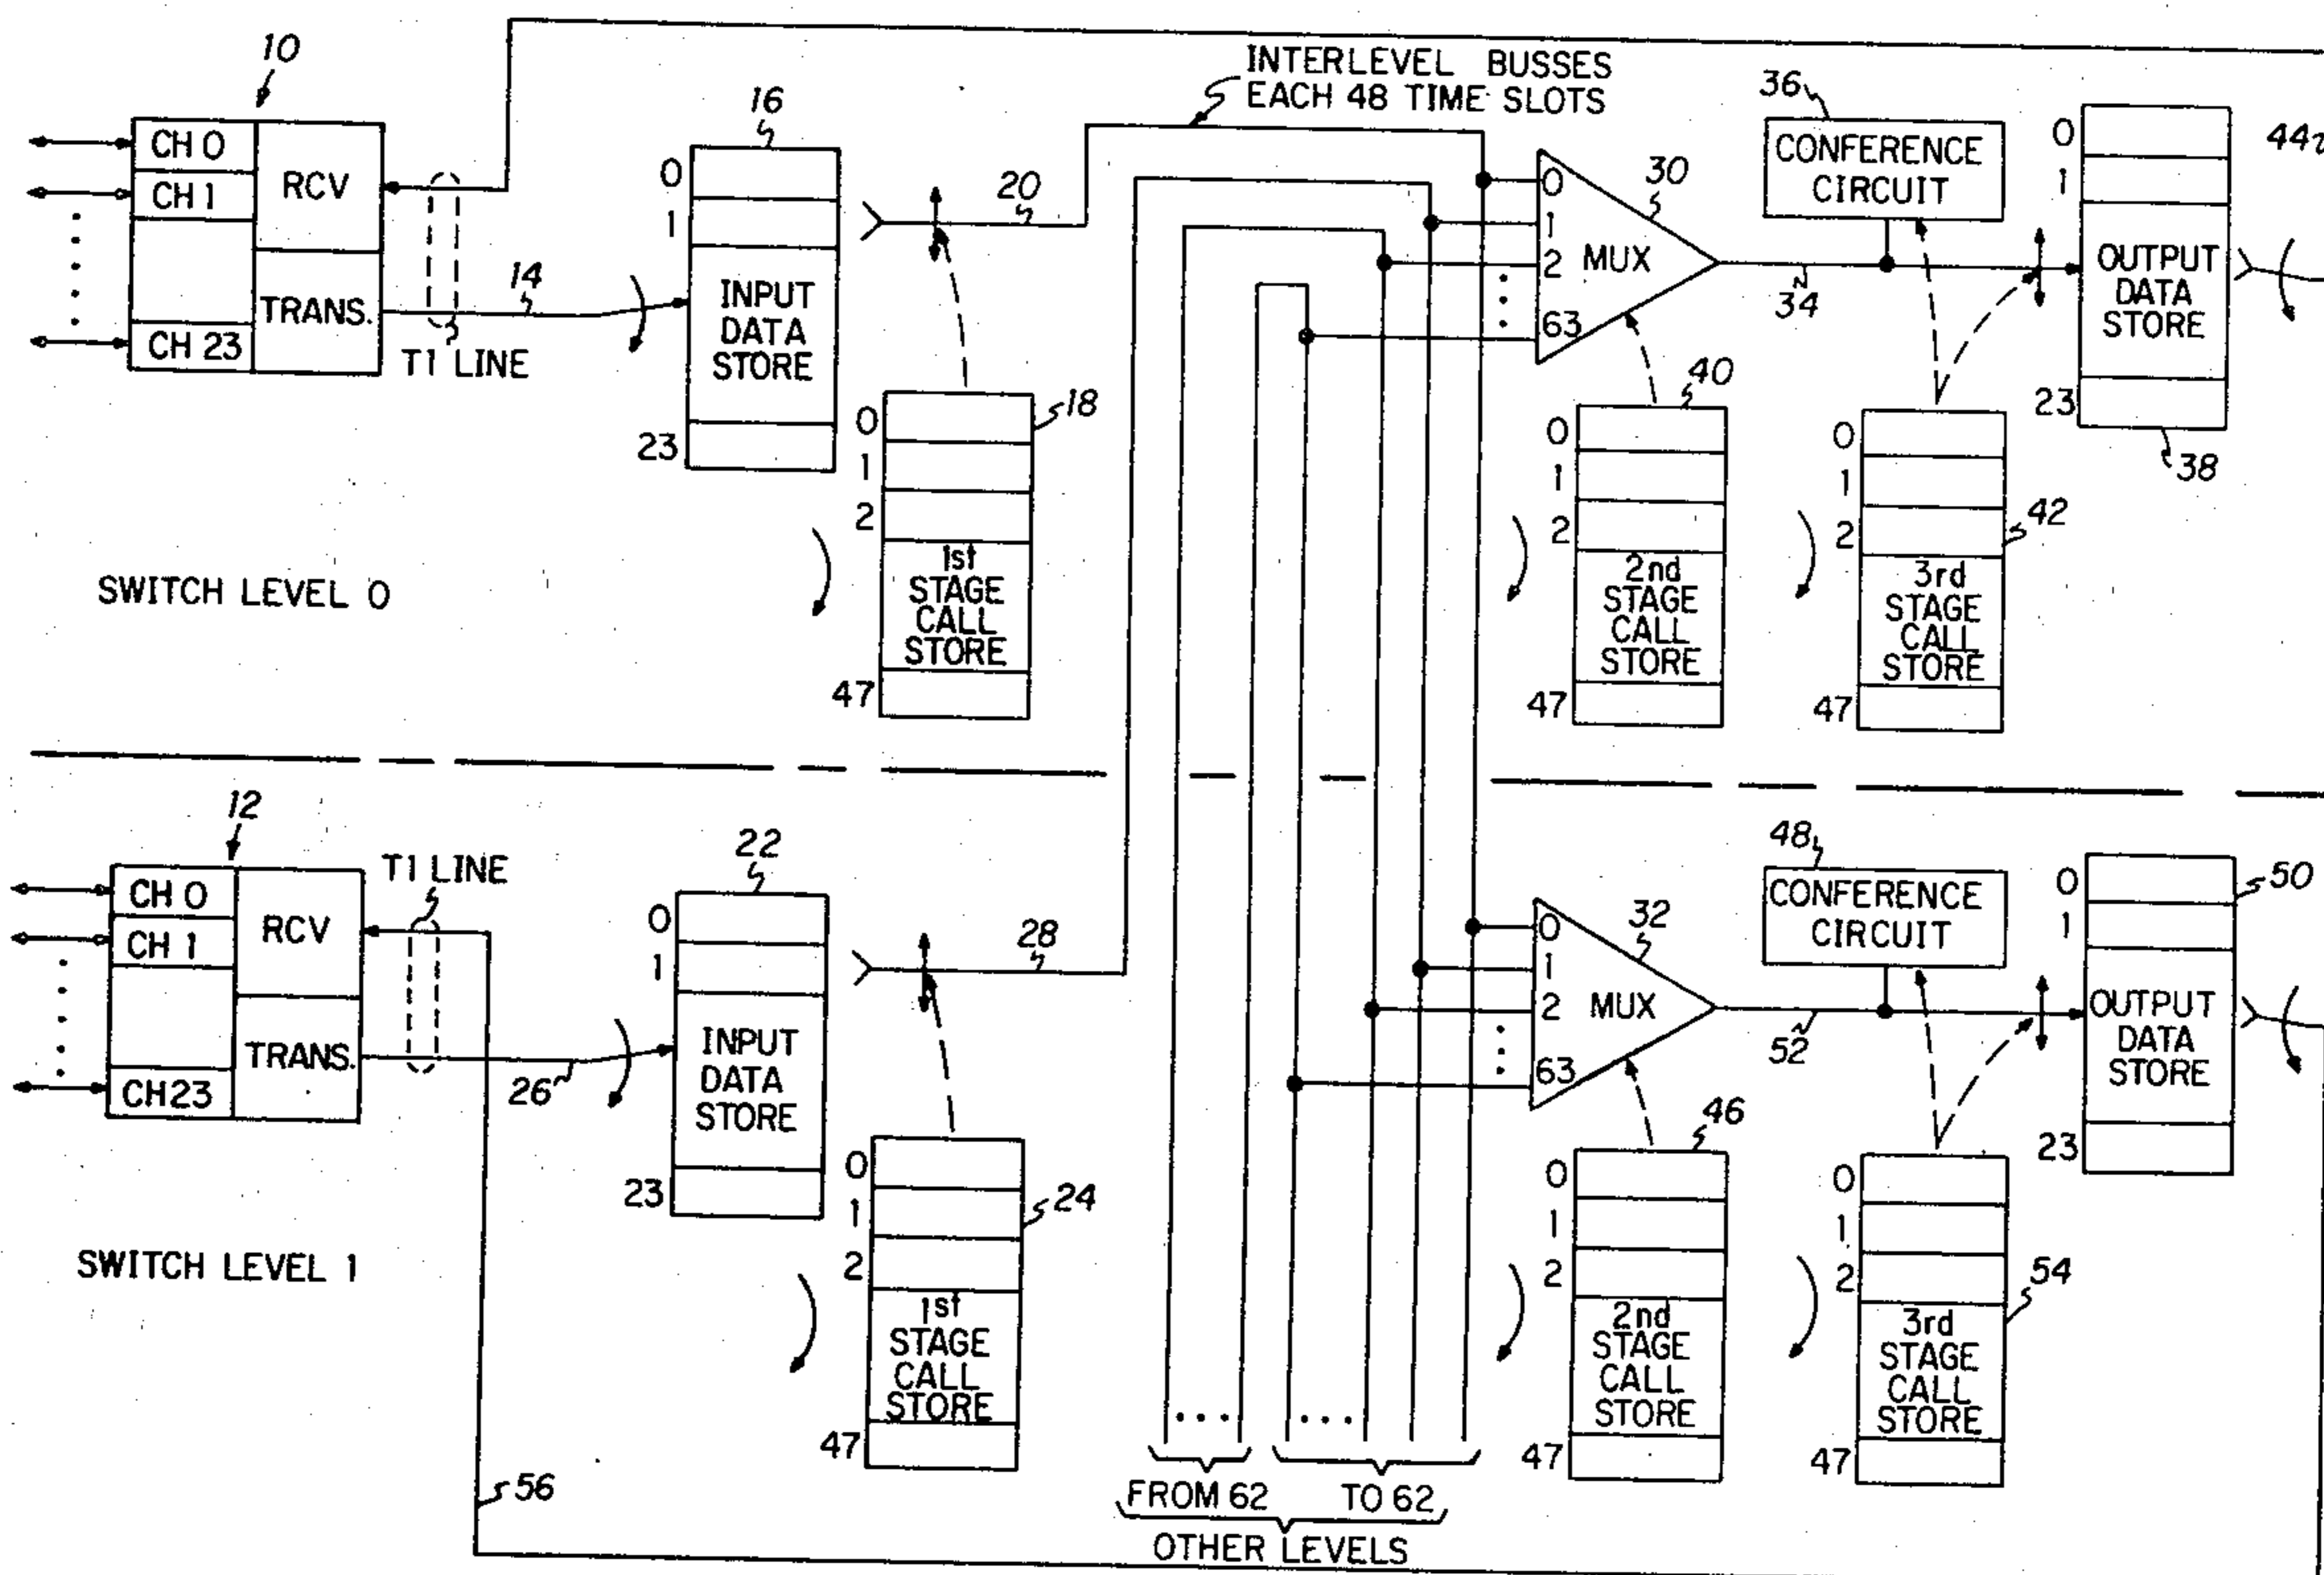 10
CH 0
CH 1
CH 23
RCV
TRANS.
T1 LINE
14
16
0
1
INPUT
DATA
STORE
23
20
18
0
1
2
1st
STAGE
CALL
STORE
47
INTERLEVEL BUSSES
EACH 48 TIME SLOTS
0
1
2
63
MUX
30
34
36
CONFERENCE
CIRCUIT
40
0
1
2
2nd
STAGE
CALL
STORE
47
42
0
1
2
3rd
STAGE
CALL
STORE
47
0
1
OUTPUT
DATA
STORE
23
38
44
SWITCH LEVEL 0
12
CH 0
CH 1
CH23
RCV
TRANS.
T1 LINE
26
22
0
1
INPUT
DATA
STORE
23
28
24
0
1
2
1st
STAGE
CALL
STORE
47
0
1
2
63
MUX
32
52
48
CONFERENCE
CIRCUIT
46
0
1
2
2nd
STAGE
CALL
STORE
47
54
0
1
2
3rd
STAGE
CALL
STORE
47
50
0
1
OUTPUT
DATA
STORE
23
SWITCH LEVEL 1
56
FROM 62
TO 62
OTHER LEVELS